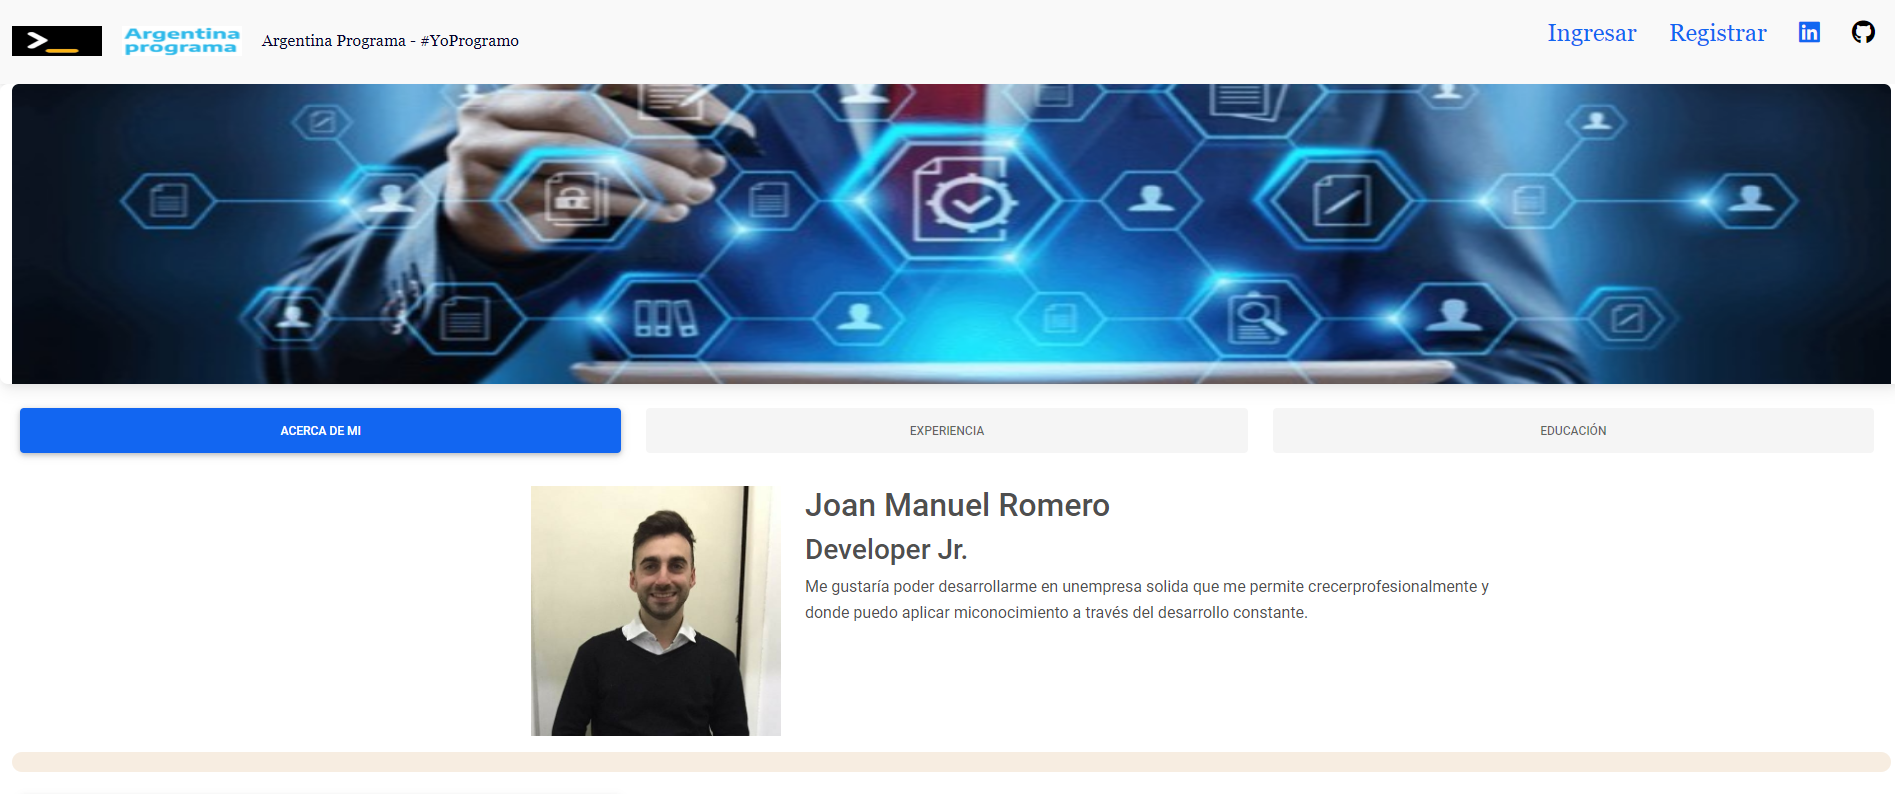 Argentina
programa
Argentina Programa - #YoProgramo
Ingresar
Registrar
in
ACERCA DE MI
EXPERIENCIA
EDUCACIÓN
Joan Manuel Romero
Developer Jr.
Me gustaría poder desarrollarme en unempresa solida que me permite crecerprofesionalmente y
donde puedo aplicar miconocimiento a través del desarrollo constante.